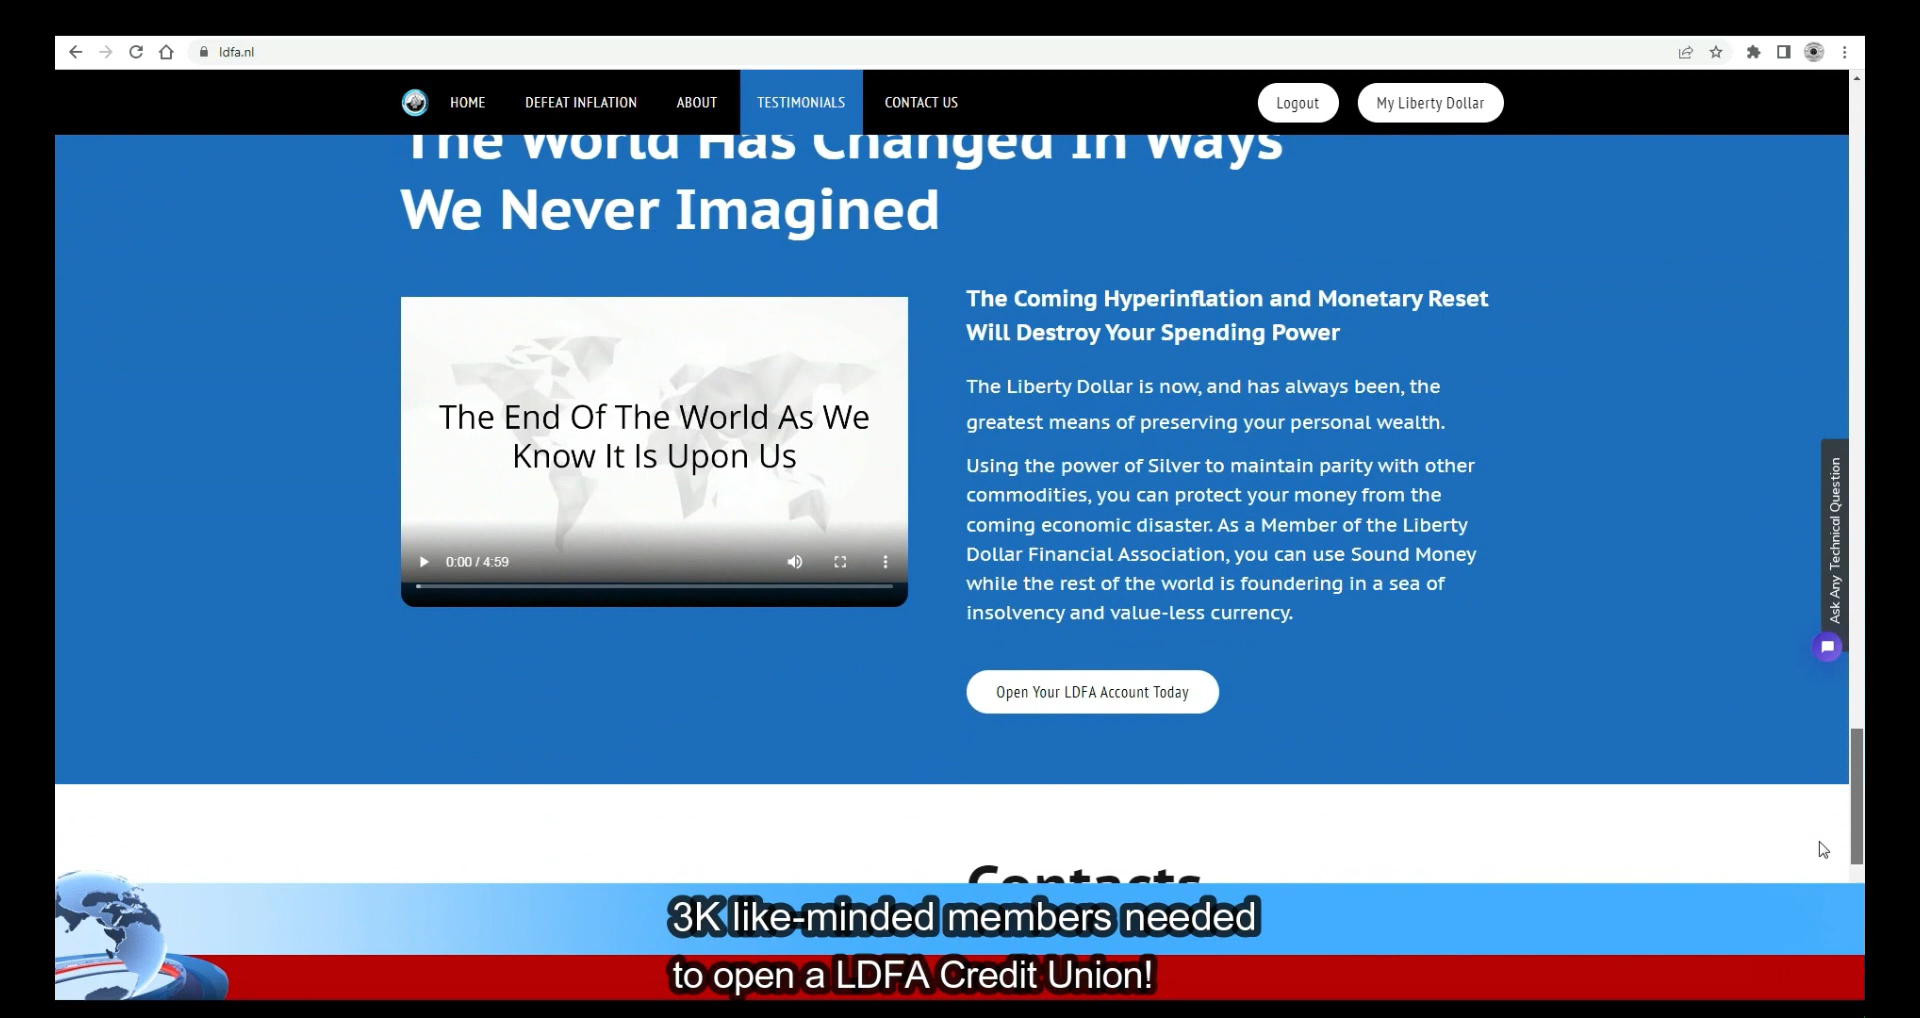 ldfa.nl
HOME DEFEAT INFLATION ABOUT TESTIMONIALS CONTACT US Logout My Liberty Dollar
The World Has Changed In Ways
We Never Imagined
The End Of The World As We
Know It Is Upon Us
0:00 / 4:59
The Coming Hyperinflation and Monetary Reset
Will Destroy Your Spending Power
The Liberty Dollar is now, and has always been, the
greatest means of preserving your personal wealth.
Using the power of Silver to maintain parity with other
commodities, you can protect your money from the
coming economic disaster. As a Member of the Liberty
Dollar Financial Association, you can use Sound Money
while the rest of the world is foundering in a sea of
insolvency and value-less currency.
Open Your LDFA Account Today
Ask Any Technical Question
Contacts
3K like-minded members needed
to open a LDFA Credit Union!